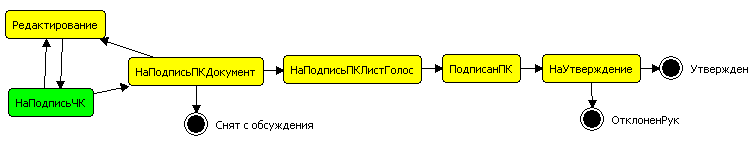 Редактирование
НаПодписьПКДокумент
НаПодписьПКЛистГолос
ПодписанПК
НаУтверждение
Утвержден
НаПодписьЧК
Снят с обсуждения
ОтклоненРук